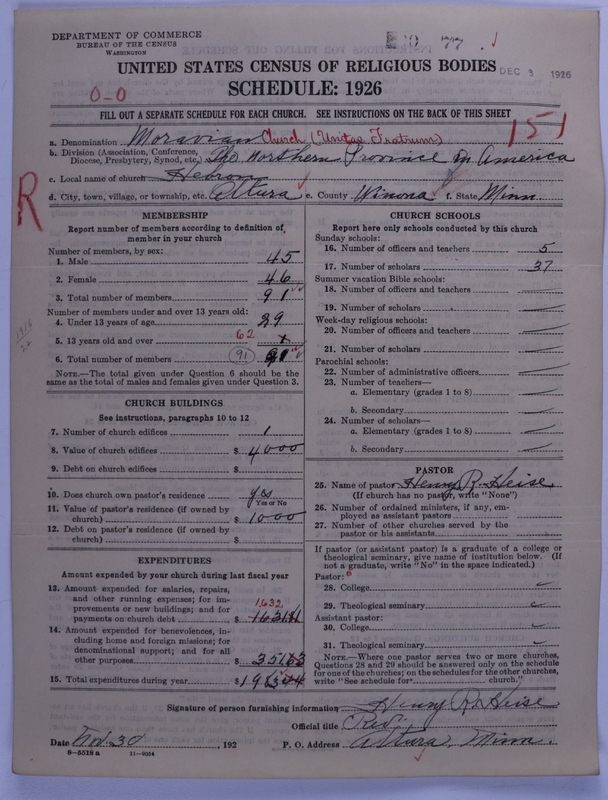 DEPARTMENT OF COMMERCE
BUREAU OF THE CENSUS
WASHINGTON
DEC 3 1926
UNITED STATES CENSUS OF RELIGIOUS BODIES
SCHEDULE: 1926
0-0
FILL OUT A SEPARATE SCHEDULE FOR EACH CHURCH. SEE INSTRUCTIONS ON THE BACK OF THIS SHEET
151
a. Denomination Moravian Church (Unitas Fratrum)
b. Division (Association, Conference, Diocese, Presbytery, Synod, etc.) The Northern Province in America
c. Local name of church Hebron
d. City, town, village, or township, etc. Altura e. County Winona f. State Minn
R
MEMBERSHIP
Report number of members according to definition of member in your church
Number of members, by sex:
1. Male 45
2. Female 46
3. Total number of members 91
Number of members under and over 13 years old:
4. Under 13 years of age 29
5. 13 years old and over 62
6. Total number of members (91) 91
NOTE.—The total given under Question 6 should be the same as the total of males and females given under Question 3.
CHURCH BUILDINGS
See instructions, paragraphs 10 to 12
7. Number of church edifices 1
8. Value of church edifices $ 4000
9. Debt on church edifices $
10. Does church own pastor's residence yes
Yes or No
11. Value of pastor's residence (if owned by church) $ 1000
12. Debt on pastor's residence (if owned by church) $
EXPENDITURES
Amount expended by your church during last fiscal year
13. Amount expended for salaries, repairs, and other running expenses; for improvements or new buildings; and for payments on church debt $ 1632
14. Amount expended for benevolences, including home and foreign missions; for denominational support; and for all other purposes $
15. Total expenditures during year $
CHURCH SCHOOLS
Report here only schools conducted by this church
Sunday schools:
16. Number of officers and teachers 5
17. Number of scholars 37
Summer vacation Bible schools:
18. Number of officers and teachers
19. Number of scholars
Week-day religious schools:
20. Number of officers and teachers
21. Number of scholars
Parochial schools:
22. Number of administrative officers
23. Number of teachers—
a. Elementary (grades 1 to 8)
b. Secondary
24. Number of scholars—
a. Elementary (grades 1 to 8)
b. Secondary
PASTOR
25. Name of pastor Henry R. Heise
(If church has no pastor, write "None")
26. Number of ordained ministers, if any, employed as assistant pastors
27. Number of other churches served by the pastor or his assistants
If pastor (or assistant pastor) is a graduate of a college or theological seminary, give name of institution below. (If not a graduate, write "No" in the space indicated.)
Pastor:
28. College
29. Theological seminary
Assistant pastor:
30. College
31. Theological seminary
NOTE.—Where one pastor serves two or more churches, Questions 28 and 29 should be answered only on the schedule for one of the churches; on the schedules for the other churches, write "See schedule for church."
Signature of person furnishing information Henry R. Heise
Official title Rev.
Date Nov. 30, 192 P. O. Address Altura, Minn.
8-5518a 11-9054